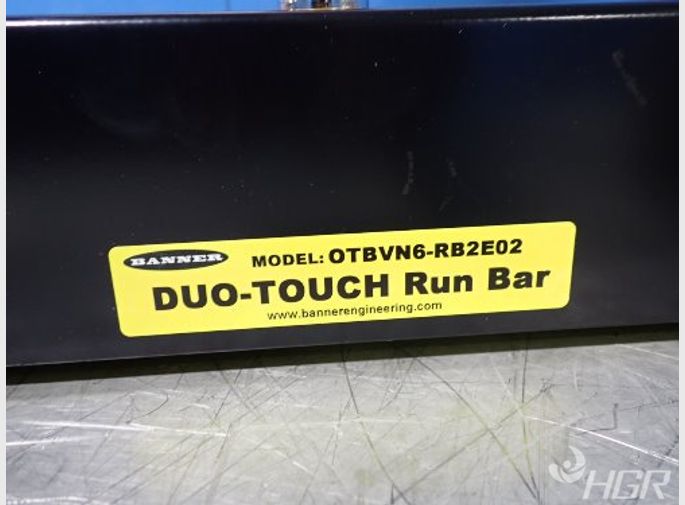 BANNER MODEL: OTBVN6-RB2E02
DUO-TOUCH Run Bar
www.bannerengineering.com
HGR